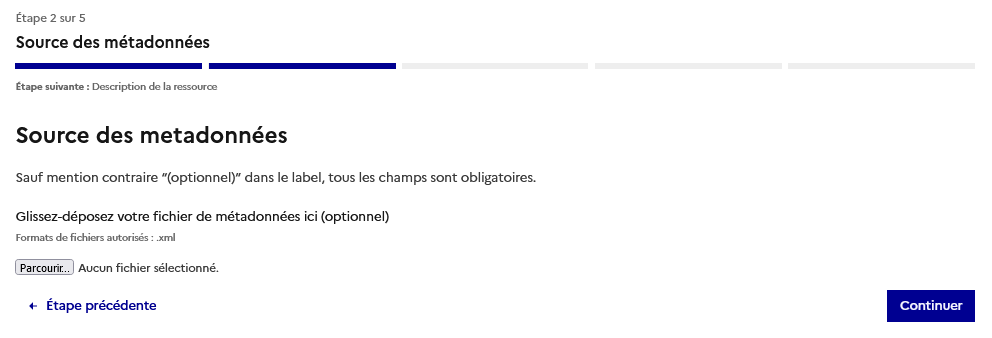 Étape 2 sur 5
Source des métadonnées
Étape suivante : Description de la ressource
Source des metadonnées
Sauf mention contraire “(optionnel)” dans le label, tous les champs sont obligatoires.
Glissez-déposez votre fichier de métadonnées ici (optionnel)
Formats de fichiers autorisés : .xml
Parcourir... Aucun fichier sélectionné.
Étape précédente
Continuer